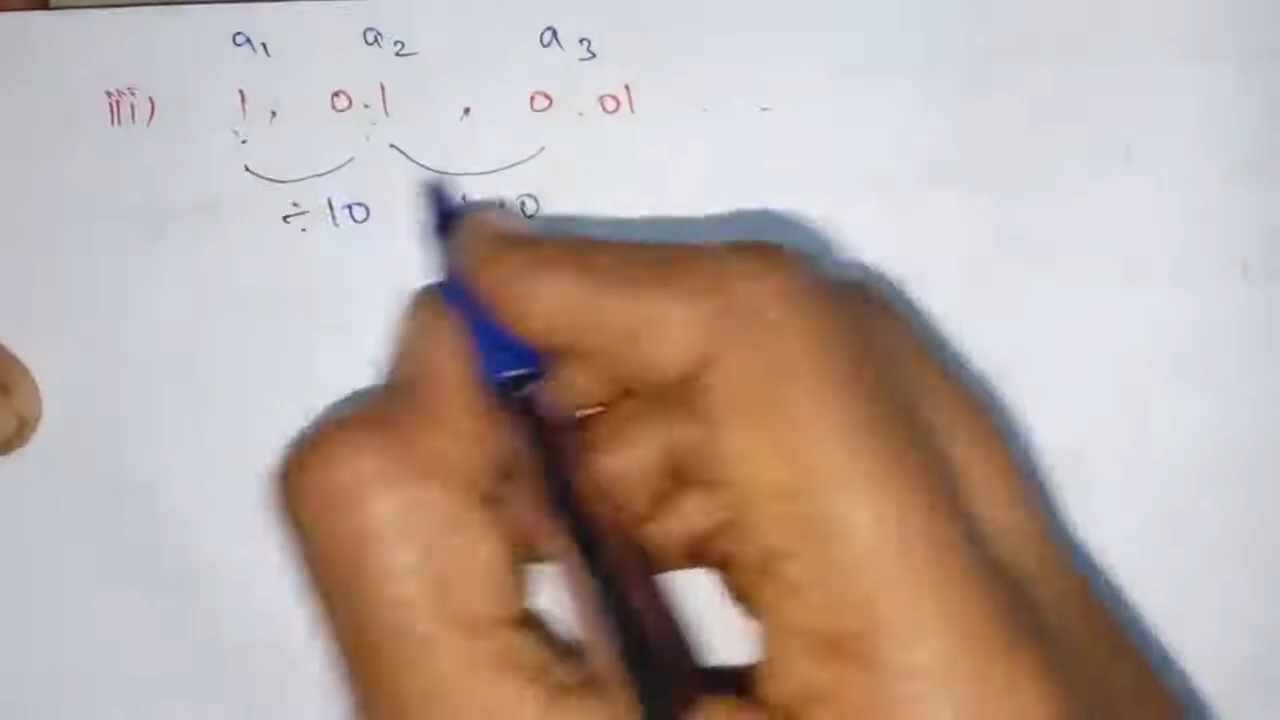 a1 a2 a3
iii) 1, 0.1 , 0.01 . . -
÷10